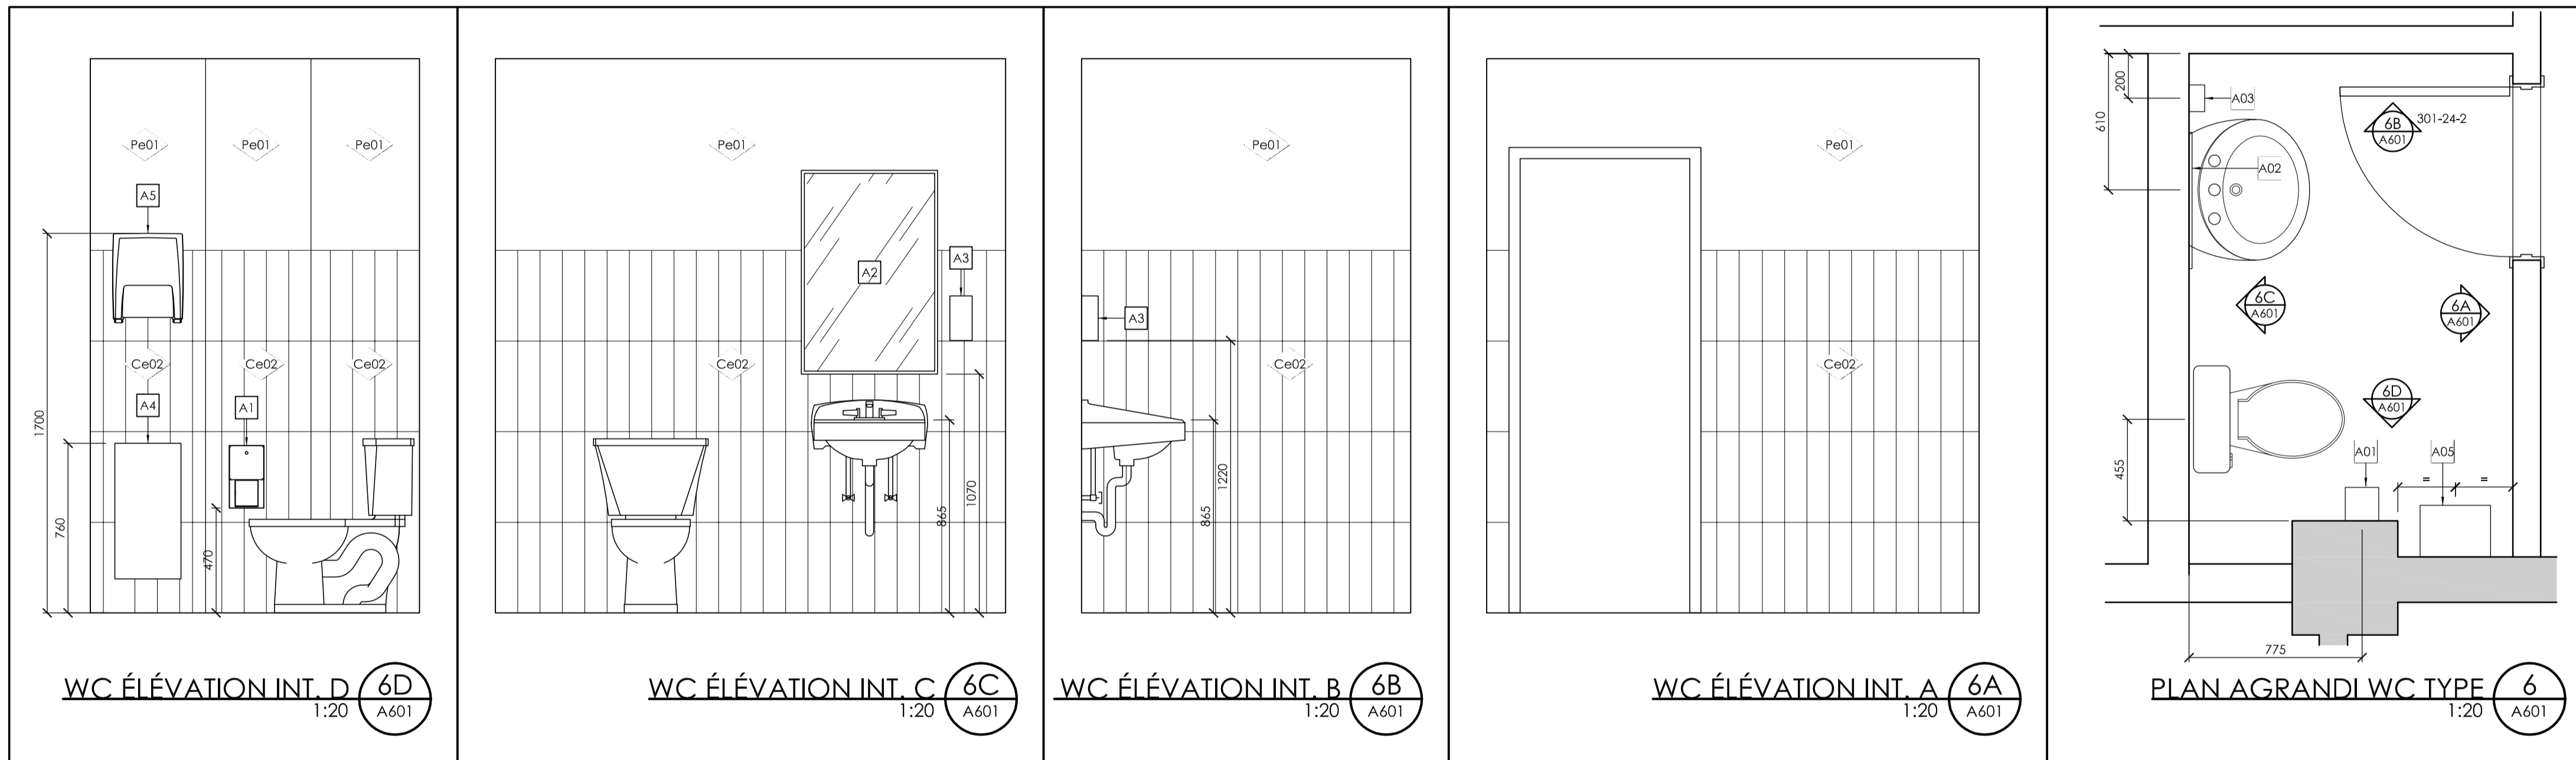 Pe01
Pe01
Pe01
A5
Ce02
Ce02
Ce02
A4
A1
1700
760
470
WC ÉLÉVATION INT. D
1:20
6D
A601
Pe01
A2
A3
Ce02
865
1070
WC ÉLÉVATION INT. C
1:20
6C
A601
Pe01
A3
Ce02
865
1220
WC ÉLÉVATION INT. B
1:20
6B
A601
Pe01
Ce02
WC ÉLÉVATION INT. A
1:20
6A
A601
200
610
A03
6B
A601
301-24-2
A02
6C
A601
6A
A601
6D
A601
455
A01
A05
= =
775
PLAN AGRANDI WC TYPE
1:20
6
A601